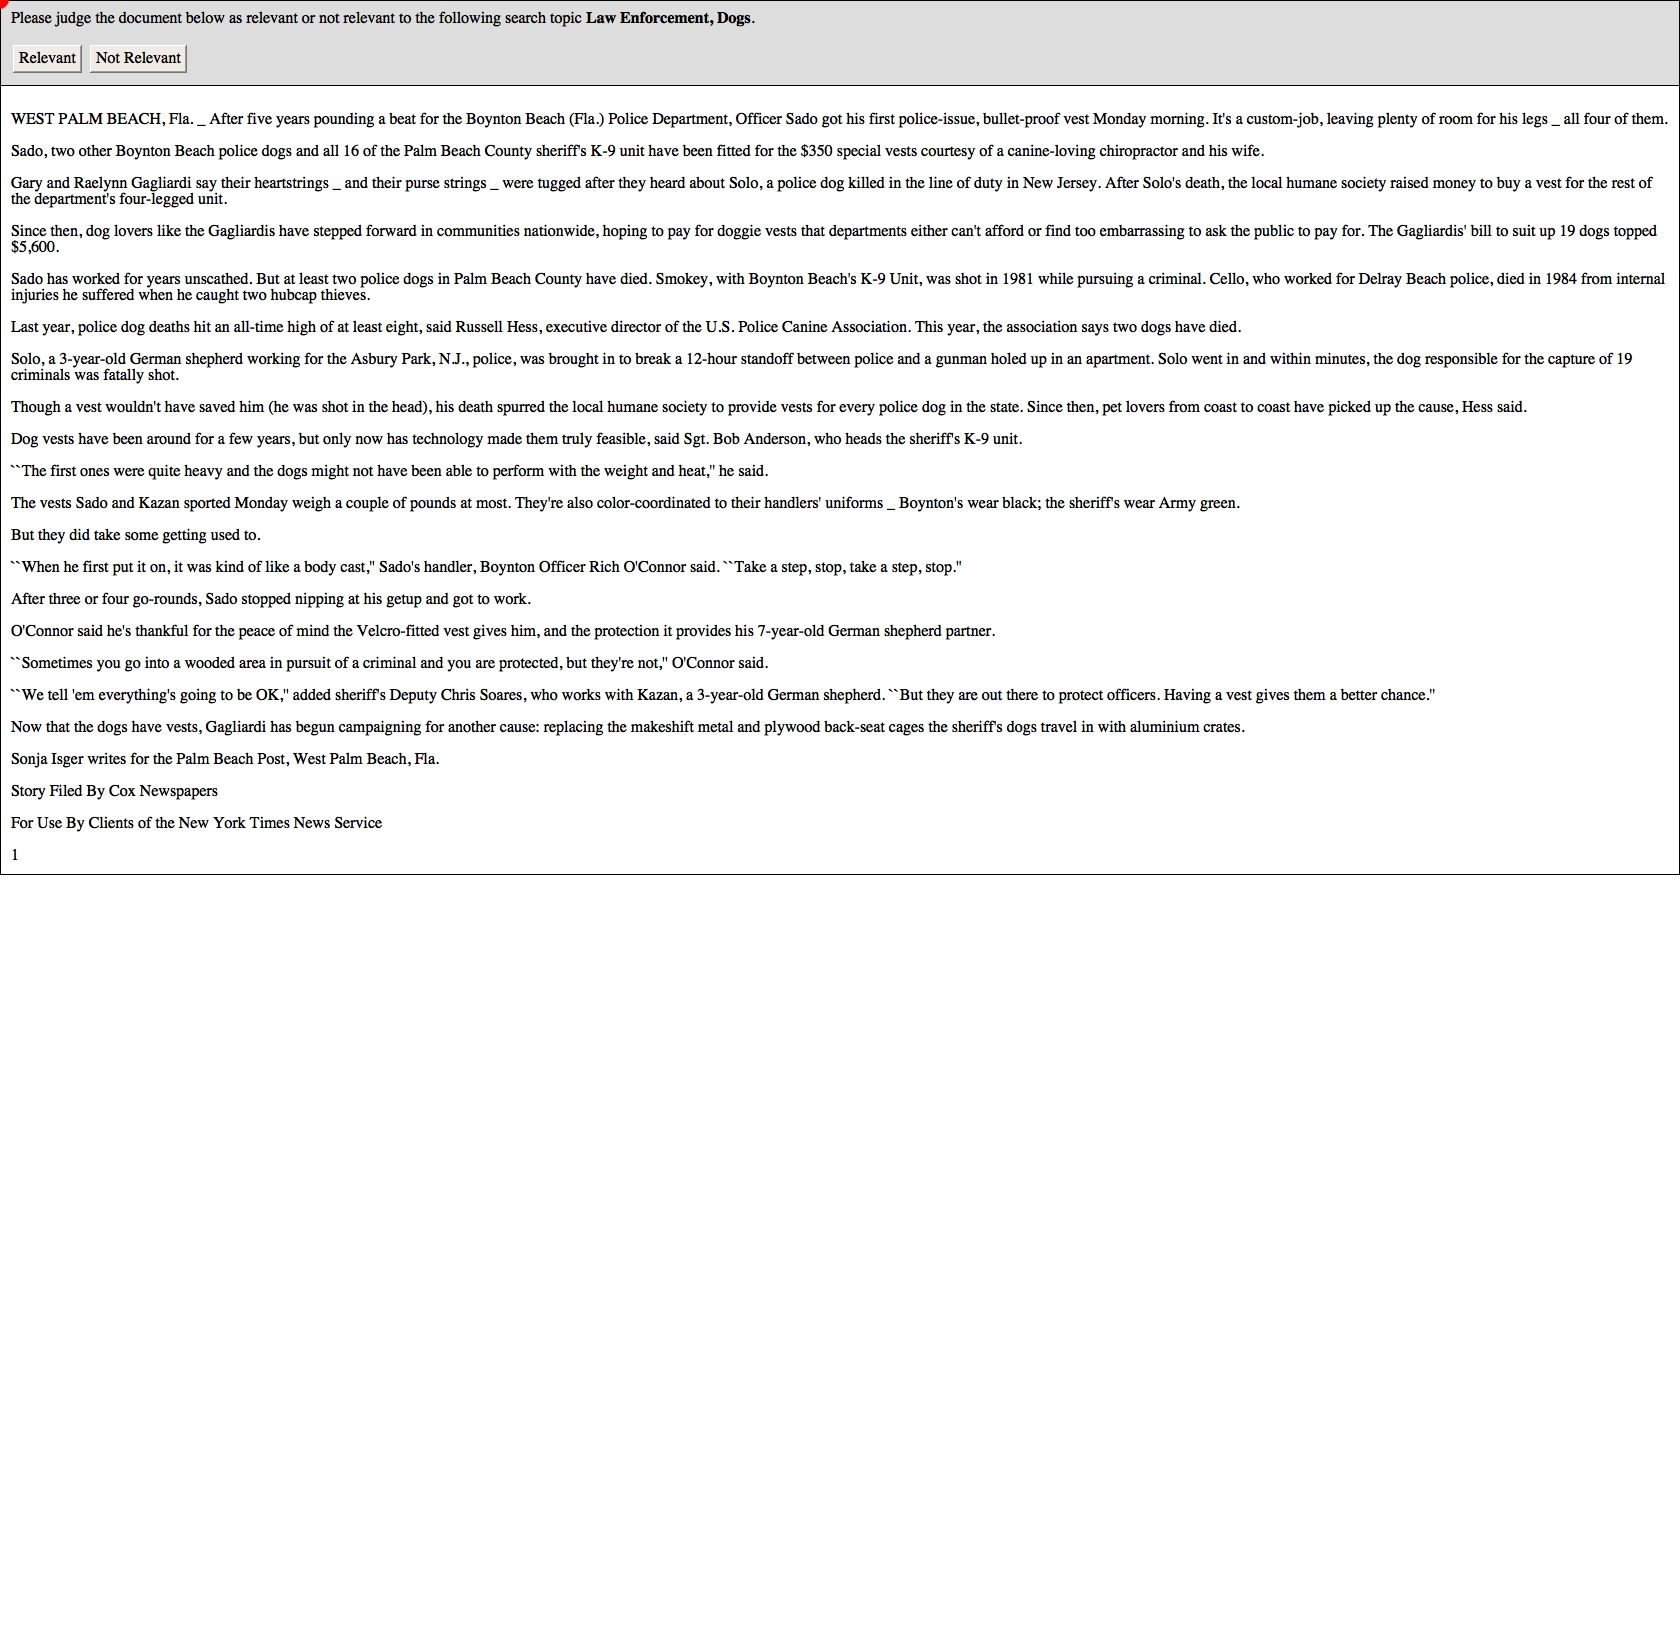 Please judge the document below as relevant or not relevant to the following search topic Law Enforcement, Dogs.
Relevant Not Relevant
WEST PALM BEACH, Fla. _ After five years pounding a beat for the Boynton Beach (Fla.) Police Department, Officer Sado got his first police-issue, bullet-proof vest Monday morning. It's a custom-job, leaving plenty of room for his legs _ all four of them.
Sado, two other Boynton Beach police dogs and all 16 of the Palm Beach County sheriff's K-9 unit have been fitted for the $350 special vests courtesy of a canine-loving chiropractor and his wife.
Gary and Raelynn Gagliardi say their heartstrings _ and their purse strings _ were tugged after they heard about Solo, a police dog killed in the line of duty in New Jersey. After Solo's death, the local humane society raised money to buy a vest for the rest of
the department's four-legged unit.
Since then, dog lovers like the Gagliardis have stepped forward in communities nationwide, hoping to pay for doggie vests that departments either can't afford or find too embarrassing to ask the public to pay for. The Gagliardis' bill to suit up 19 dogs topped
$5,600.
Sado has worked for years unscathed. But at least two police dogs in Palm Beach County have died. Smokey, with Boynton Beach's K-9 Unit, was shot in 1981 while pursuing a criminal. Cello, who worked for Delray Beach police, died in 1984 from internal
injuries he suffered when he caught two hubcap thieves.
Last year, police dog deaths hit an all-time high of at least eight, said Russell Hess, executive director of the U.S. Police Canine Association. This year, the association says two dogs have died.
Solo, a 3-year-old German shepherd working for the Asbury Park, N.J., police, was brought in to break a 12-hour standoff between police and a gunman holed up in an apartment. Solo went in and within minutes, the dog responsible for the capture of 19
criminals was fatally shot.
Though a vest wouldn't have saved him (he was shot in the head), his death spurred the local humane society to provide vests for every police dog in the state. Since then, pet lovers from coast to coast have picked up the cause, Hess said.
Dog vests have been around for a few years, but only now has technology made them truly feasible, said Sgt. Bob Anderson, who heads the sheriff's K-9 unit.
``The first ones were quite heavy and the dogs might not have been able to perform with the weight and heat,'' he said.
The vests Sado and Kazan sported Monday weigh a couple of pounds at most. They're also color-coordinated to their handlers' uniforms _ Boynton's wear black; the sheriff's wear Army green.
But they did take some getting used to.
``When he first put it on, it was kind of like a body cast,'' Sado's handler, Boynton Officer Rich O'Connor said. ``Take a step, stop, take a step, stop.''
After three or four go-rounds, Sado stopped nipping at his getup and got to work.
O'Connor said he's thankful for the peace of mind the Velcro-fitted vest gives him, and the protection it provides his 7-year-old German shepherd partner.
``Sometimes you go into a wooded area in pursuit of a criminal and you are protected, but they're not,'' O'Connor said.
``We tell 'em everything's going to be OK,'' added sheriff's Deputy Chris Soares, who works with Kazan, a 3-year-old German shepherd. ``But they are out there to protect officers. Having a vest gives them a better chance.''
Now that the dogs have vests, Gagliardi has begun campaigning for another cause: replacing the makeshift metal and plywood back-seat cages the sheriff's dogs travel in with aluminium crates.
Sonja Isger writes for the Palm Beach Post, West Palm Beach, Fla.
Story Filed By Cox Newspapers
For Use By Clients of the New York Times News Service
1